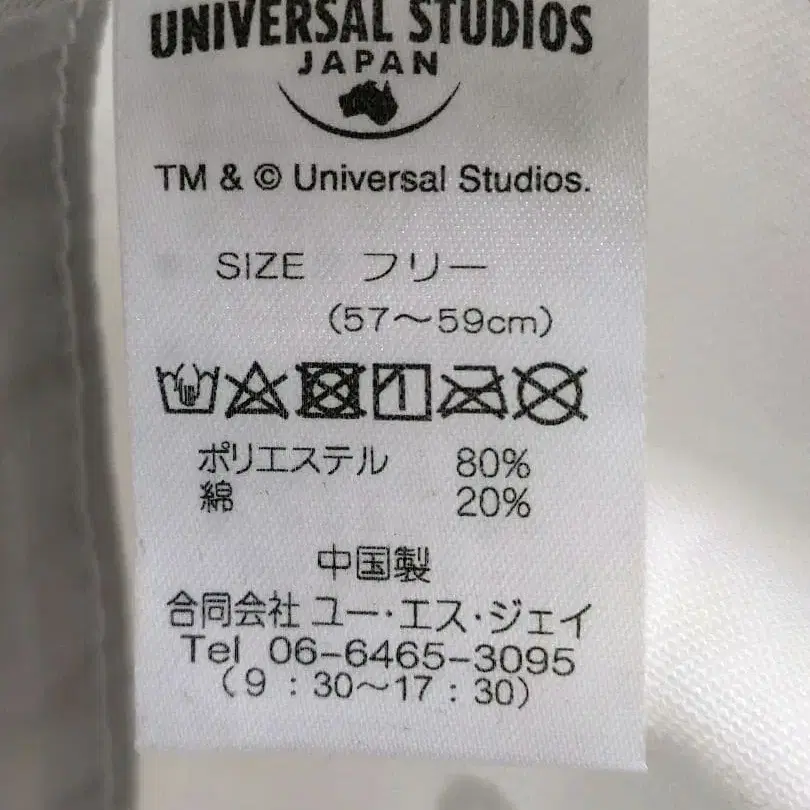 UNIVERSAL STUDIOS
JAPAN
TM & © Universal Studios.
SIZE フリー
(57～59cm)
ポリエステル 80%
綿 20%
中国製
合同会社 ユー・エス・ジェイ
Tel 06-6465-3095
(9:30～17:30)